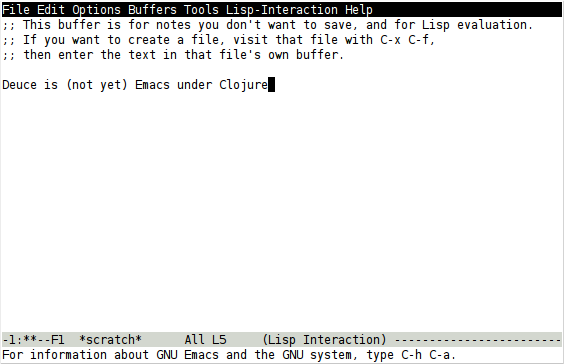 File Edit Options Buffers Tools Lisp-Interaction Help
;; This buffer is for notes you don't want to save, and for Lisp evaluation.
;; If you want to create a file, visit that file with C-x C-f,
;; then enter the text in that file's own buffer.
Deuce is (not yet) Emacs under Clojure
-1:**--F1  *scratch*      All L5     (Lisp Interaction) ------------------------
For information about GNU Emacs and the GNU system, type C-h C-a.